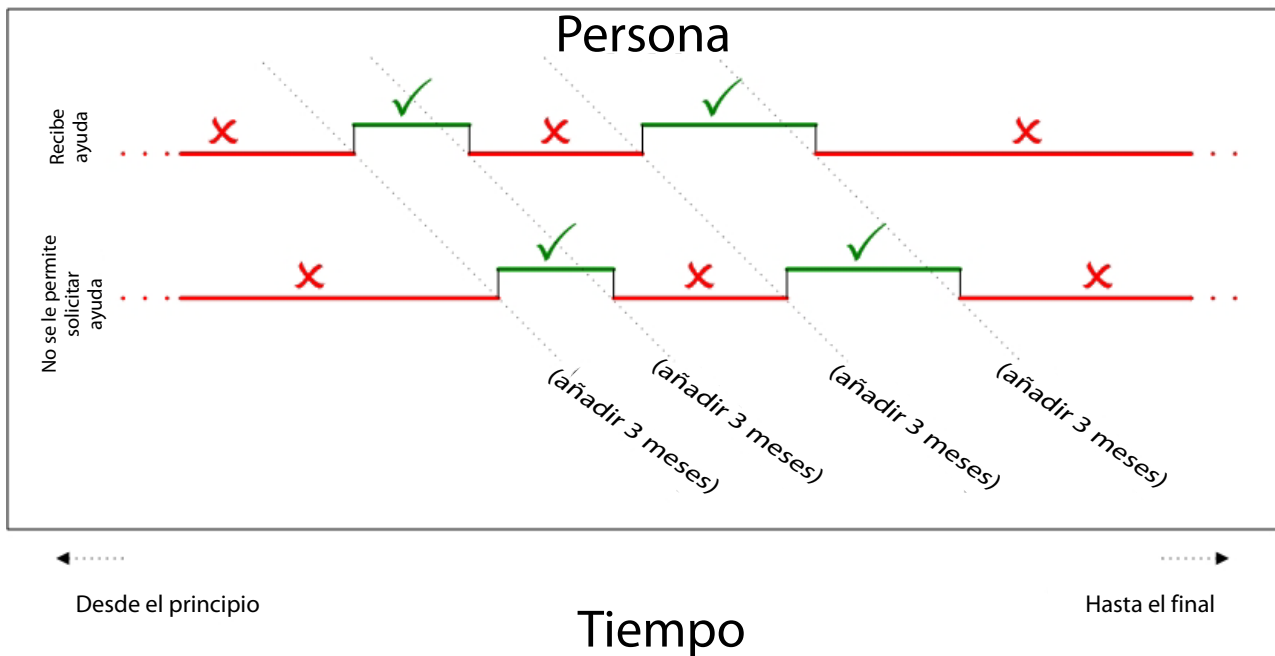 Persona
Recibe
ayuda
No se le permite
solicitar
ayuda
(añadir 3 meses)
(añadir 3 meses)
(añadir 3 meses)
(añadir 3 meses)
Desde el principio
Hasta el final
Tiempo